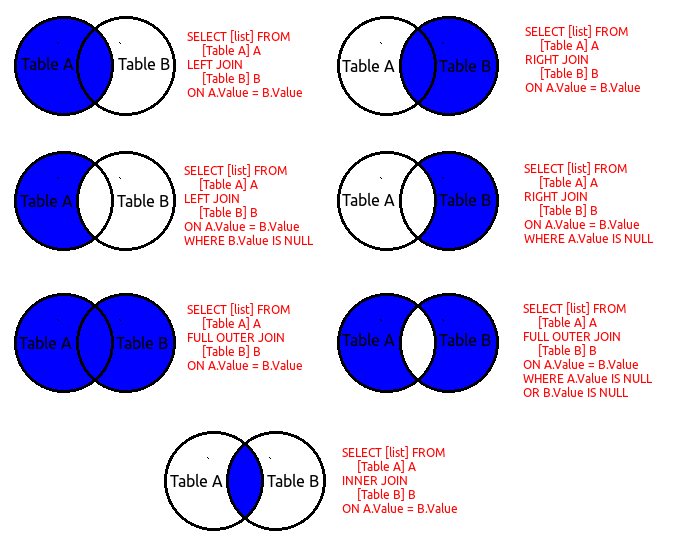 Table A
Table B
SELECT [list] FROM
[Table A] A
LEFT JOIN
[Table B] B
ON A.Value = B.Value
Table A
Table B
SELECT [list] FROM
[Table A] A
RIGHT JOIN
[Table B] B
ON A.Value = B.Value
Table A
Table B
SELECT [list] FROM
[Table A] A
LEFT JOIN
[Table B] B
ON A.Value = B.Value
WHERE B.Value IS NULL
Table A
Table B
SELECT [list] FROM
[Table A] A
RIGHT JOIN
[Table B] B
ON A.Value = B.Value
WHERE A.Value IS NULL
Table A
Table B
SELECT [list] FROM
[Table A] A
FULL OUTER JOIN
[Table B] B
ON A.Value = B.Value
Table A
Table B
SELECT [list] FROM
[Table A] A
FULL OUTER JOIN
[Table B] B
ON A.Value = B.Value
WHERE A.Value IS NULL
OR B.Value IS NULL
Table A
Table B
SELECT [list] FROM
[Table A] A
INNER JOIN
[Table B] B
ON A.Value = B.Value